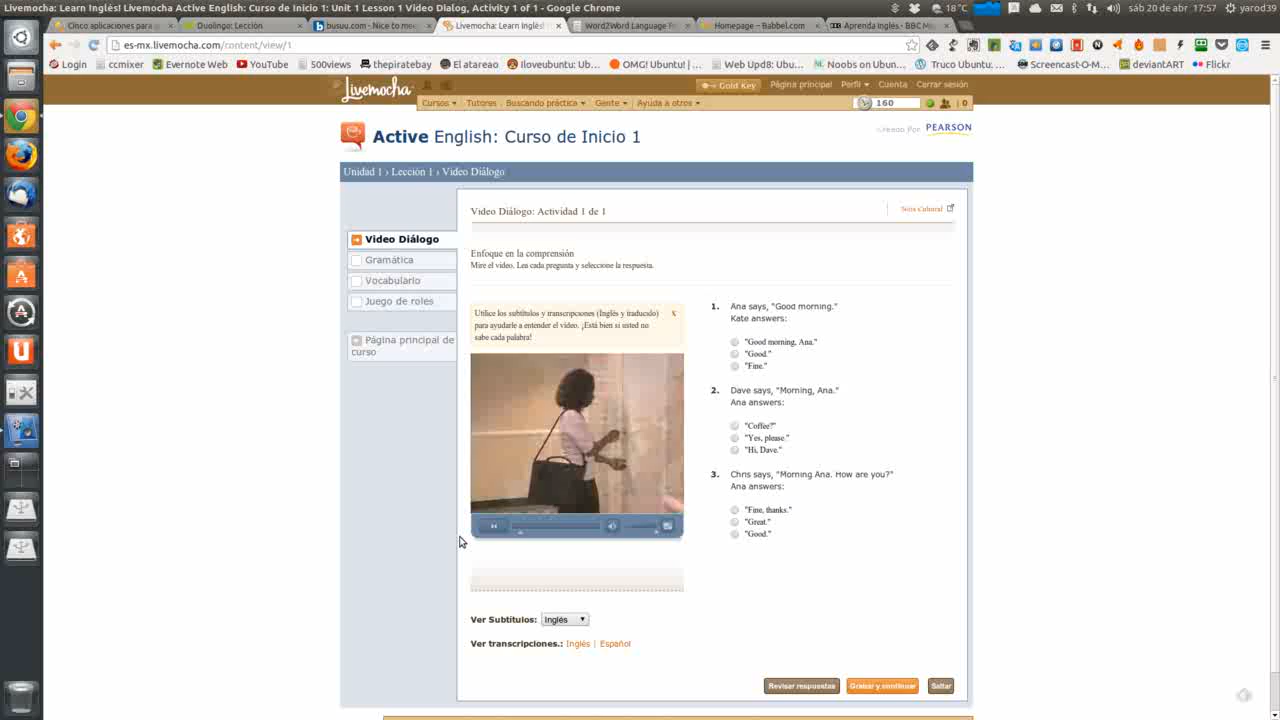 Livemocha: Learn Inglés! Livemocha Active English: Curso de Inicio 1: Unit 1 Lesson 1 Video Dialog, Activity 1 of 1 - Google Chrome
18°C
sáb 20 de abr 17:57
yarod39
Cinco aplicaciones para
Duolingo: Lección
busuu.com - Nice to mee
Livemocha: Learn Inglés!
Word2Word Language
Homepage – Babbel.com
Aprenda Inglés - BBC M
es-mx.livemocha.com/content/view/1
Login
ccmixer
Evernote Web
YouTube
500views
thepiratebay
El atareao
Iloveubuntu: Ub...
OMG! Ubuntu! |...
Web Upd8: Ubun...
Noobs on Ubun...
Truco Ubuntu. ...
Screencast-O-M...
deviantART
Flickr
Livemocha
Gold Key
Página principal
Perfil
Cuenta
Cerrar sesión
Cursos
Tutores
Buscando práctica
Gente
Ayuda a otros
160
0
Active English: Curso de Inicio 1
Creado Por PEARSON
Unidad 1 › Lección 1 › Video Diálogo
Video Diálogo
Gramática
Vocabulario
Juego de roles
Página principal de
curso
Video Diálogo: Actividad 1 de 1
Nota Cultural
Enfoque en la comprensión
Mire el video. Lea cada pregunta y seleccione la respuesta.
Utilice los subtítulos y transcripciones (Inglés y traducido) x
para ayudarle a entender el video. ¡Está bien si usted no
sabe cada palabra!
1. Ana says, "Good morning."
Kate answers:
"Good morning, Ana."
"Good."
"Fine."
2. Dave says, "Morning, Ana."
Ana answers:
"Coffee?"
"Yes, please."
"Hi, Dave."
3. Chris says, "Morning Ana. How are you?"
Ana answers:
"Fine, thanks."
"Great."
"Good."
Ver Subtítulos: Inglés
Ver transcripciones.: Inglés | Español
Revisar respuestas
Grabar y continuar
Saltar